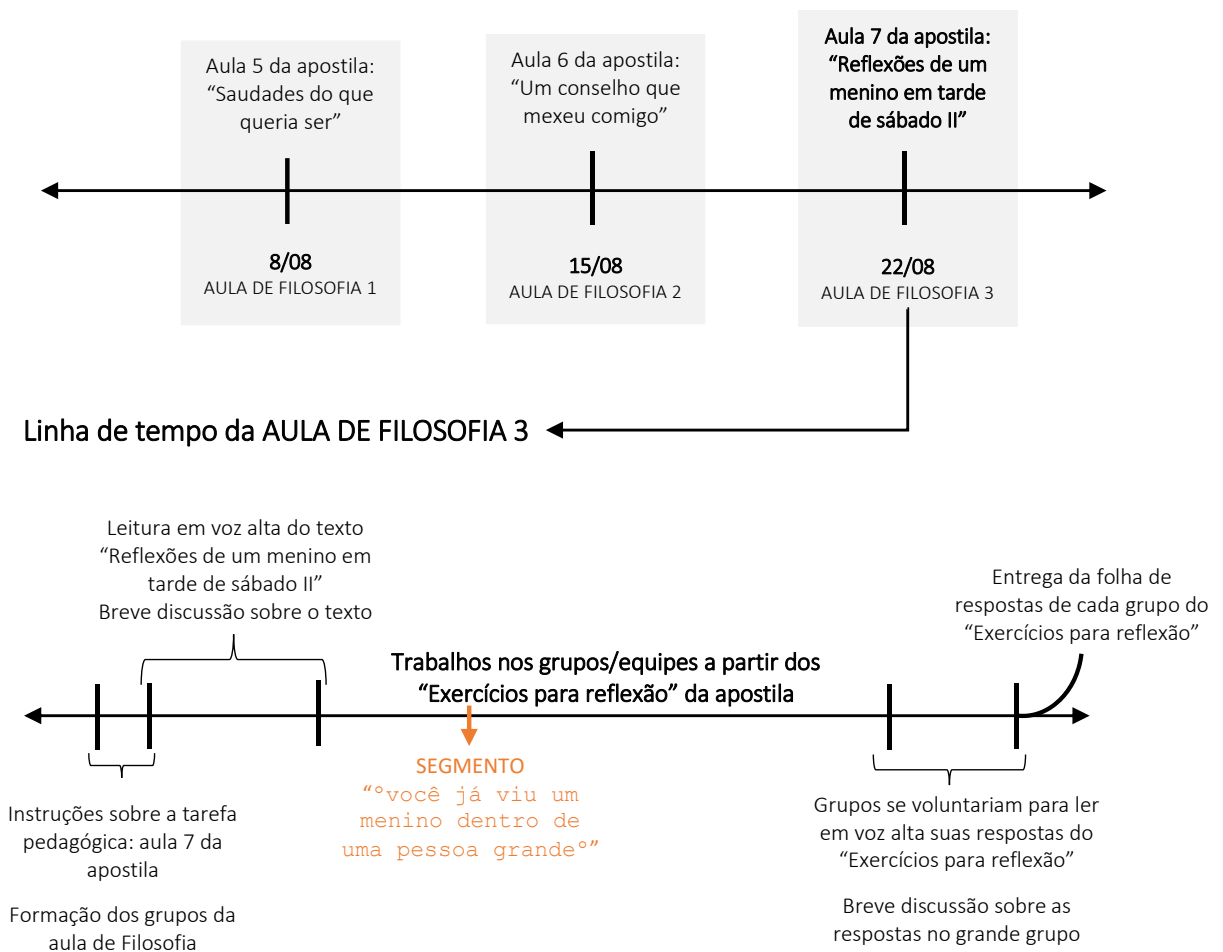 Aula 5 da apostila:
“Saudades do que
queria ser”
Aula 6 da apostila:
“Um conselho que
mexeu comigo”
Aula 7 da apostila:
“Reflexões de um
menino em tarde
de sábado II”
8/08
AULA DE FILOSOFIA 1
15/08
AULA DE FILOSOFIA 2
22/08
AULA DE FILOSOFIA 3
Linha de tempo da AULA DE FILOSOFIA 3
Leitura em voz alta do texto
“Reflexões de um menino em
tarde de sábado II”
Breve discussão sobre o texto
Trabalhos nos grupos/equipes a partir dos
“Exercícios para reflexão” da apostila
Entrega da folha de
respostas de cada grupo do
“Exercícios para reflexão”
Instruções sobre a tarefa
pedagógica: aula 7 da
apostila
Formação dos grupos da
aula de Filosofia
SEGMENTO
“°você já viu um
menino dentro de
uma pessoa grande°”
Grupos se voluntariam para ler
em voz alta suas respostas do
“Exercícios para reflexão”
Breve discussão sobre as
respostas no grande grupo